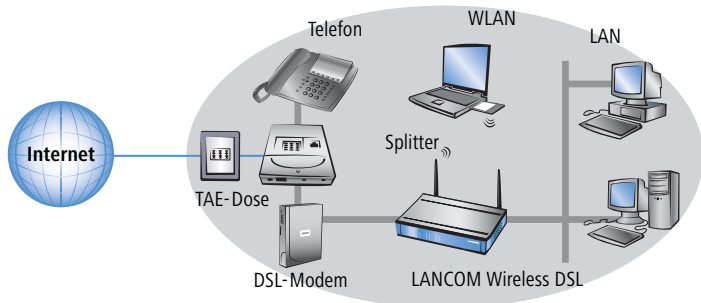 Telefon
WLAN
LAN
Internet
Splitter
TAE-Dose
DSL-Modem
LANCOM Wireless DSL